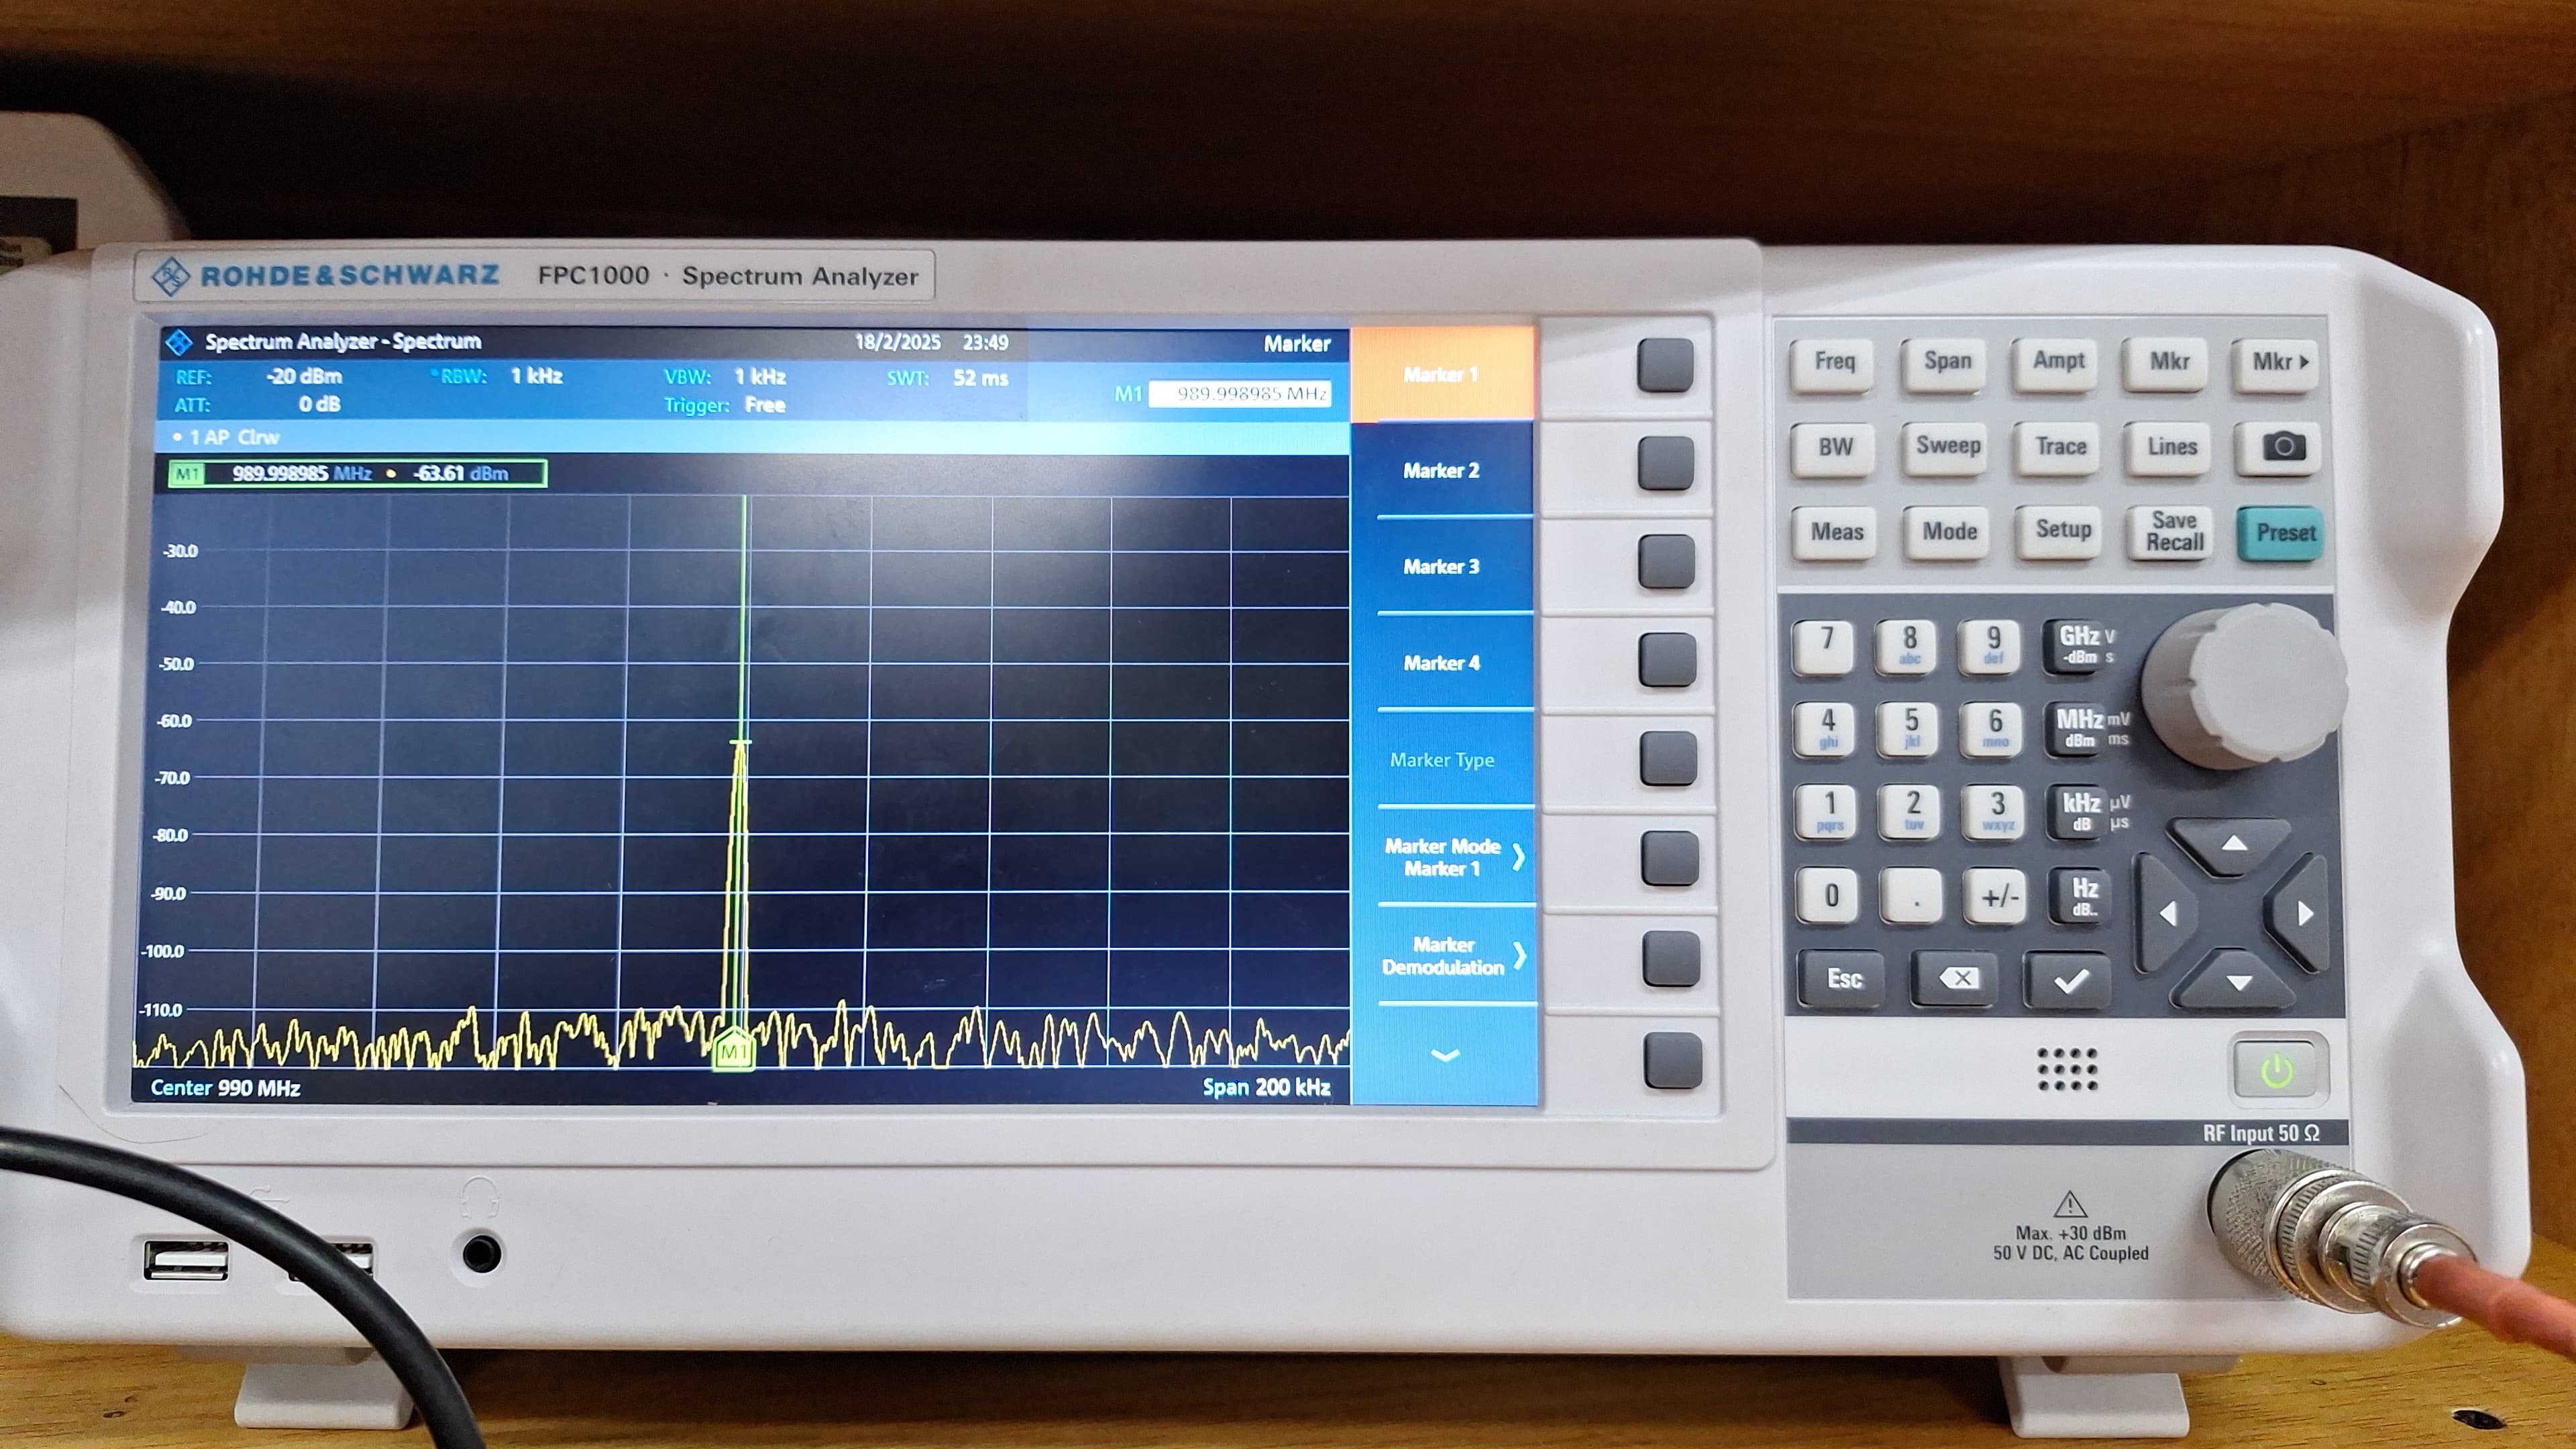 ROHDE&SCHWARZ FPC1000 · Spectrum Analyzer
Spectrum Analyzer - Spectrum 18/2/2025 23:49 Marker
REF: -20 dBm *RBW: 1 kHz VBW: 1 kHz SWT: 52 ms
ATT: 0 dB Trigger: Free
M1 989.998985 MHz
• 1 AP Clrw
M1 989.998985 MHz • -63.61 dBm
-30.0
-40.0
-50.0
-60.0
-70.0
-80.0
-90.0
-100.0
-110.0
M1
Center 990 MHz Span 200 kHz
Marker 1
Marker 2
Marker 3
Marker 4
Marker Type
Marker Mode
Marker 1
Marker
Demodulation
Freq Span Ampt Mkr Mkr
BW Sweep Trace Lines
Meas Mode Setup Save Recall Preset
7 8 abc 9 def GHz -dBm V s
4 ghi 5 jkl 6 mno MHz dBm mV ms
1 pqrs 2 tuv 3 wxyz kHz dB µV µs
0 . +/- Hz dB..
Esc
RF Input 50 Ω
Max. +30 dBm
50 V DC, AC Coupled